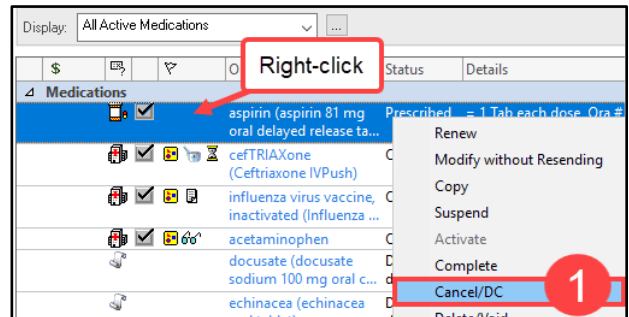 Display: All Active Medications ...
$ Right-click Status Details
Medications
aspirin (aspirin 81 mg Prescribed = 1 Tab each dose, Ora #
oral delayed release ta... Renew
cefTRIAXone Modify without Resending
(Ceftriaxone IVPush) Copy
influenza virus vaccine, Suspend
inactivated (Influenza ... Activate
acetaminophen Complete
docusate (docusate Cancel/DC 1
sodium 100 mg oral c...
echinacea (echinacea Delete/Void